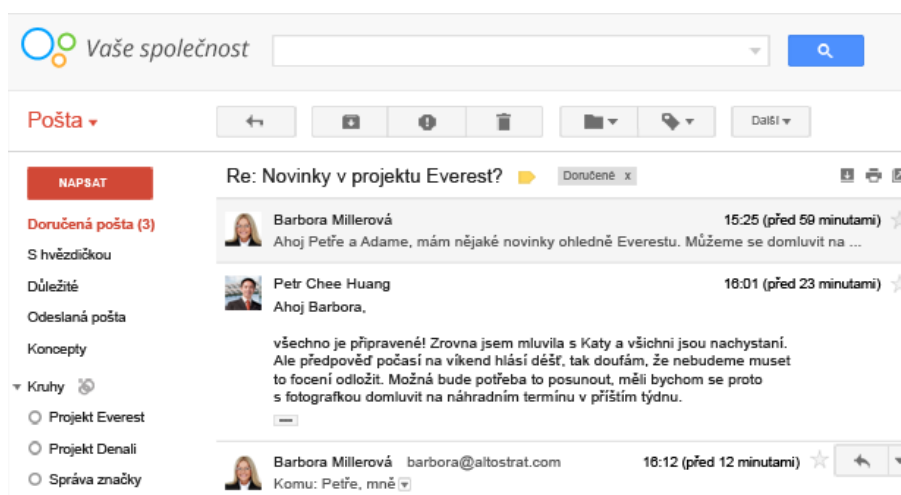 Vaše společnost
Pošta
Další
NAPSAT
Re: Novinky v projektu Everest?
Doručené x
Doručená pošta (3)
S hvězdičkou
Důležité
Odeslaná pošta
Koncepty
Kruhy
Projekt Everest
Projekt Denali
Správa značky
Barbora Millerová 15:25 (před 59 minutami)
Ahoj Petře a Adame, mám nějaké novinky ohledně Everestu. Můžeme se domluvit na ...
Petr Chee Huang 16:01 (před 23 minutami)
Ahoj Barbora,
všechno je připravené! Zrovna jsem mluvila s Katy a všichni jsou nachystaní.
Ale předpověď počasí na víkend hlásí déšť, tak doufám, že nebudeme muset
to focení odložit. Možná bude potřeba to posunout, měli bychom se proto
s fotografkou domluvit na náhradním termínu v příštím týdnu.
Barbora Millerová barbora@altostrat.com 16:12 (před 12 minutami)
Komu: Petře, mně